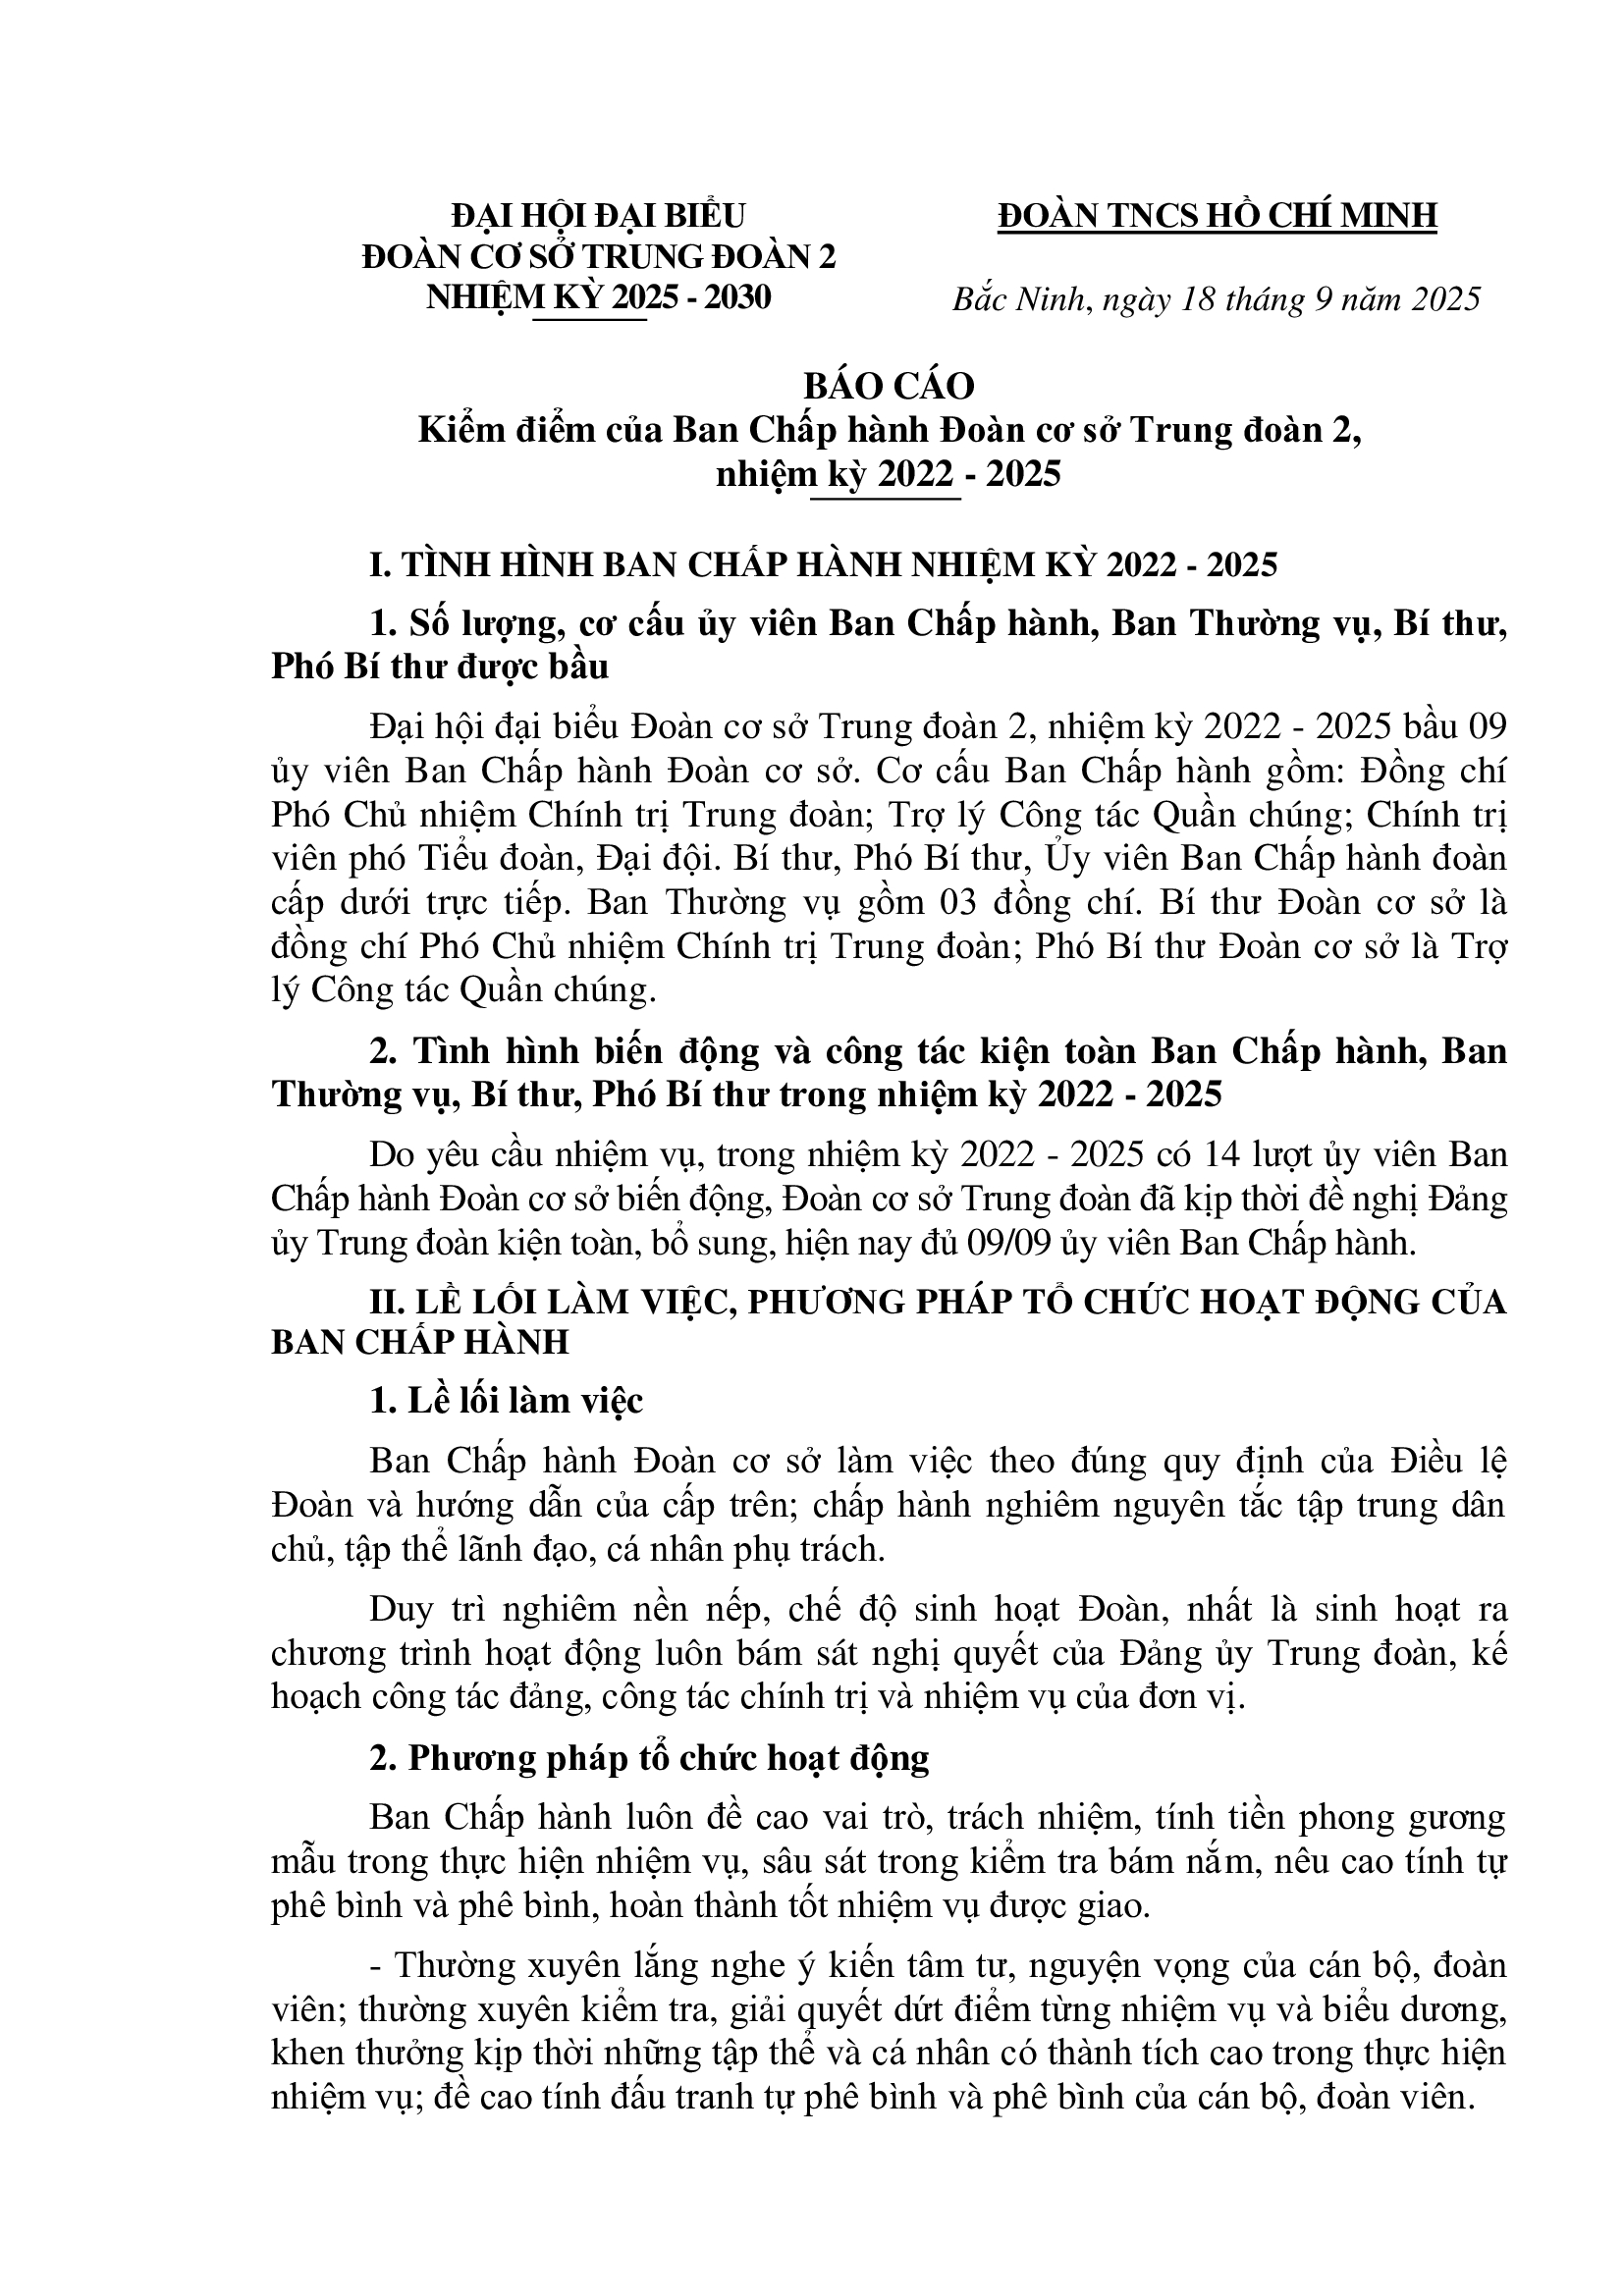 ĐẠI HỘI ĐẠI BIỂU
ĐOÀN CƠ SỞ TRUNG ĐOÀN 2
NHIỆM KỲ 2025 - 2030
ĐOÀN TNCS HỒ CHÍ MINH
Bắc Ninh, ngày 18 tháng 9 năm 2025
BÁO CÁO
Kiểm điểm của Ban Chấp hành Đoàn cơ sở Trung đoàn 2,
nhiệm kỳ 2022 - 2025
I. TÌNH HÌNH BAN CHẤP HÀNH NHIỆM KỲ 2022 - 2025
1. Số lượng, cơ cấu ủy viên Ban Chấp hành, Ban Thường vụ, Bí thư,
Phó Bí thư được bầu
Đại hội đại biểu Đoàn cơ sở Trung đoàn 2, nhiệm kỳ 2022 - 2025 bầu 09
ủy viên Ban Chấp hành Đoàn cơ sở. Cơ cấu Ban Chấp hành gồm: Đồng chí
Phó Chủ nhiệm Chính trị Trung đoàn; Trợ lý Công tác Quần chúng; Chính trị
viên phó Tiểu đoàn, Đại đội. Bí thư, Phó Bí thư, Ủy viên Ban Chấp hành đoàn
cấp dưới trực tiếp. Ban Thường vụ gồm 03 đồng chí. Bí thư Đoàn cơ sở là
đồng chí Phó Chủ nhiệm Chính trị Trung đoàn; Phó Bí thư Đoàn cơ sở là Trợ
lý Công tác Quần chúng.
2. Tình hình biến động và công tác kiện toàn Ban Chấp hành, Ban
Thường vụ, Bí thư, Phó Bí thư trong nhiệm kỳ 2022 - 2025
Do yêu cầu nhiệm vụ, trong nhiệm kỳ 2022 - 2025 có 14 lượt ủy viên Ban
Chấp hành Đoàn cơ sở biến động, Đoàn cơ sở Trung đoàn đã kịp thời đề nghị Đảng
ủy Trung đoàn kiện toàn, bổ sung, hiện nay đủ 09/09 ủy viên Ban Chấp hành.
II. LỀ LỐI LÀM VIỆC, PHƯƠNG PHÁP TỔ CHỨC HOẠT ĐỘNG CỦA
BAN CHẤP HÀNH
1. Lề lối làm việc
Ban Chấp hành Đoàn cơ sở làm việc theo đúng quy định của Điều lệ
Đoàn và hướng dẫn của cấp trên; chấp hành nghiêm nguyên tắc tập trung dân
chủ, tập thể lãnh đạo, cá nhân phụ trách.
Duy trì nghiêm nền nếp, chế độ sinh hoạt Đoàn, nhất là sinh hoạt ra
chương trình hoạt động luôn bám sát nghị quyết của Đảng ủy Trung đoàn, kế
hoạch công tác đảng, công tác chính trị và nhiệm vụ của đơn vị.
2. Phương pháp tổ chức hoạt động
Ban Chấp hành luôn đề cao vai trò, trách nhiệm, tính tiền phong gương
mẫu trong thực hiện nhiệm vụ, sâu sát trong kiểm tra bám nắm, nêu cao tính tự
phê bình và phê bình, hoàn thành tốt nhiệm vụ được giao.
- Thường xuyên lắng nghe ý kiến tâm tư, nguyện vọng của cán bộ, đoàn
viên; thường xuyên kiểm tra, giải quyết dứt điểm từng nhiệm vụ và biểu dương,
khen thưởng kịp thời những tập thể và cá nhân có thành tích cao trong thực hiện
nhiệm vụ; đề cao tính đấu tranh tự phê bình và phê bình của cán bộ, đoàn viên.